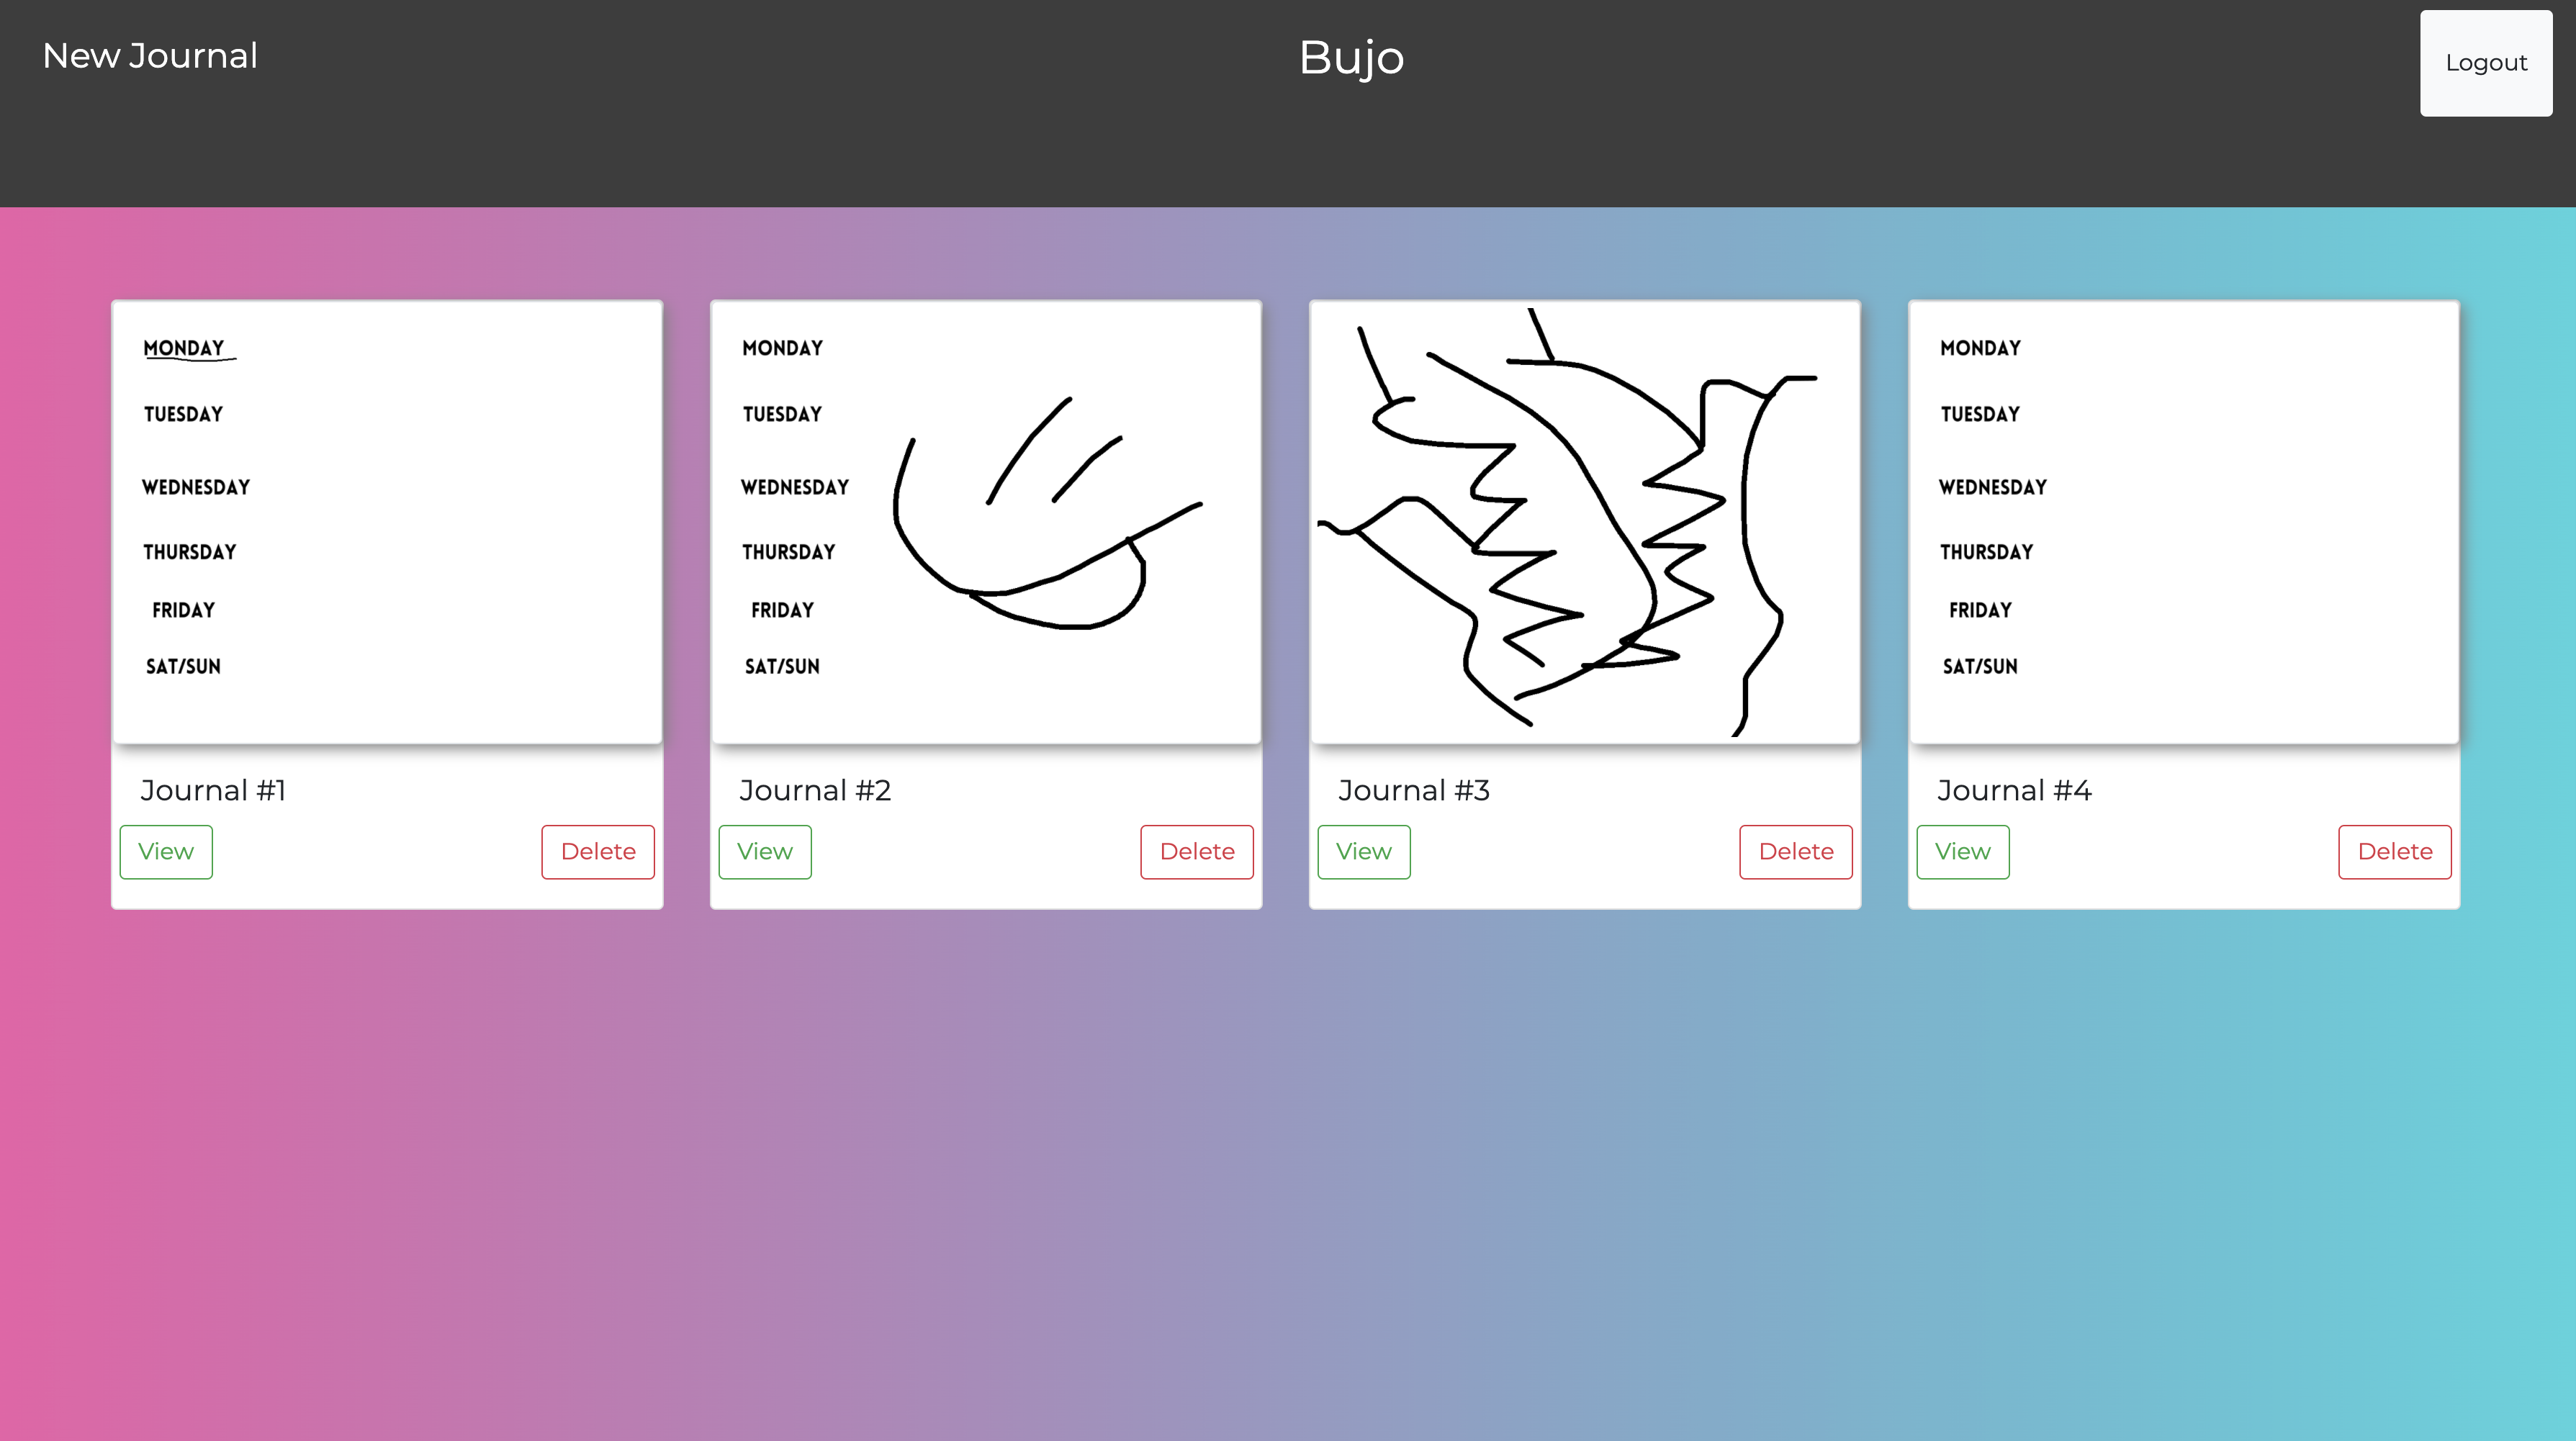 New Journal
Bujo
Logout
MONDAY
TUESDAY
WEDNESDAY
THURSDAY
FRIDAY
SAT/SUN
Journal #1
View
Delete
MONDAY
TUESDAY
WEDNESDAY
THURSDAY
FRIDAY
SAT/SUN
Journal #2
View
Delete
Journal #3
View
Delete
MONDAY
TUESDAY
WEDNESDAY
THURSDAY
FRIDAY
SAT/SUN
Journal #4
View
Delete